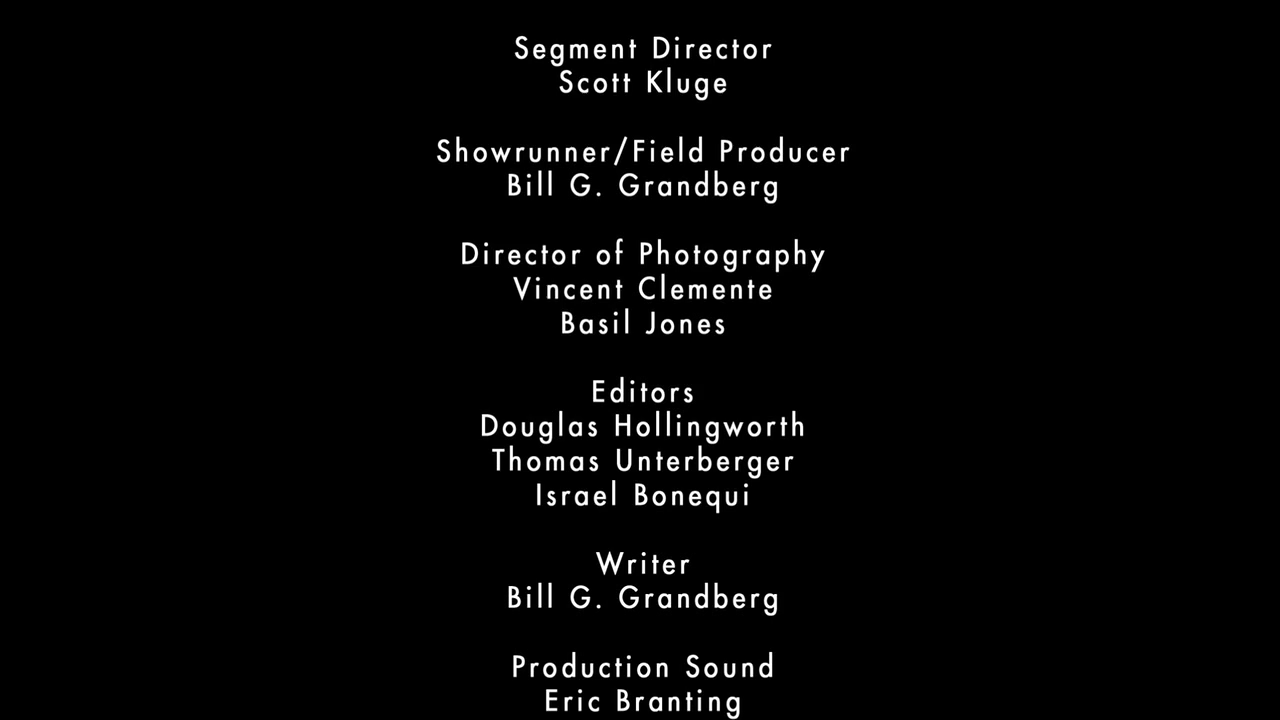 Segment Director
Scott Kluge
Showrunner/Field Producer
Bill G. Grandberg
Director of Photography
Vincent Clemente
Basil Jones
Editors
Douglas Hollingworth
Thomas Unterberger
Israel Bonequi
Writer
Bill G. Grandberg
Production Sound
Eric Branting